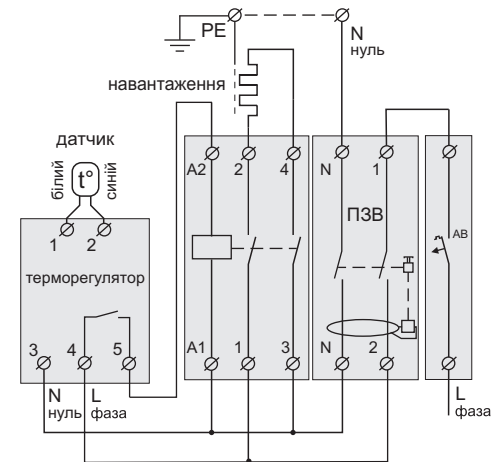 PE
N
нуль
навантаження
датчик
білий
t°
синій
1
2
терморегулятор
3
4
5
N
нуль
L
фаза
A2
2
4
A1
1
3
N
1
ПЗВ
N
2
АВ
L
фаза